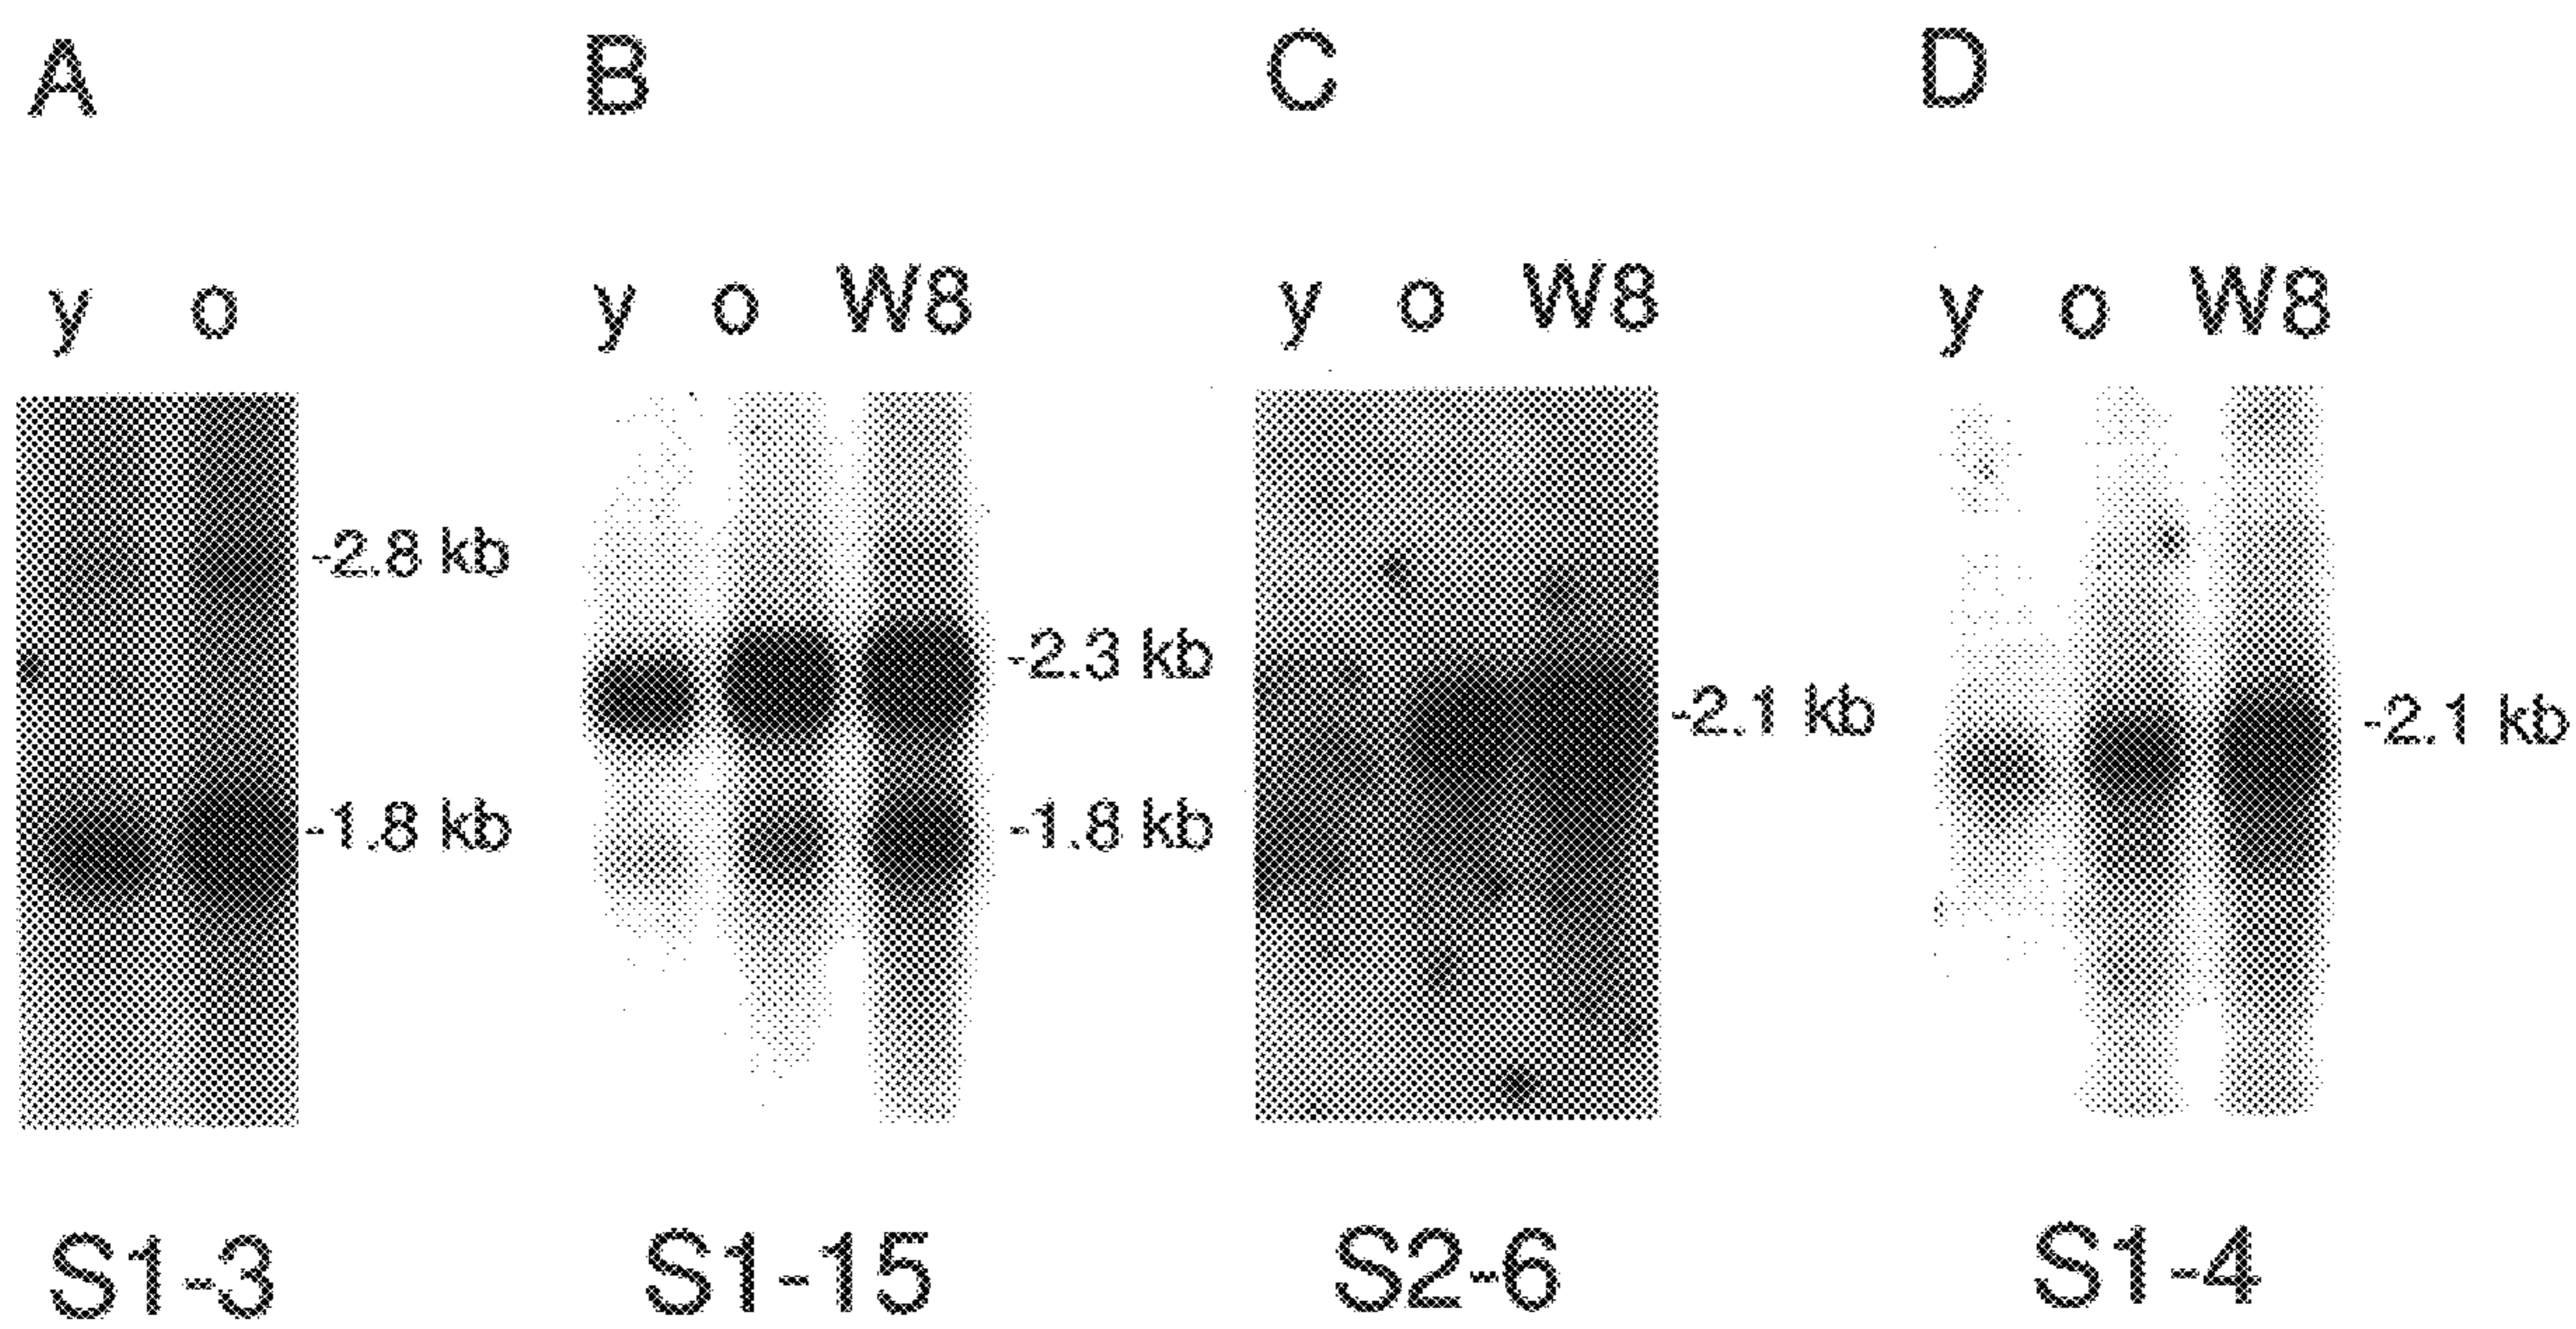 A B C D
y o y o W8 y o W8 y o W8
-2.8 kb
-2.3 kb
-2.1 kb -2.1 kb
-1.8 kb -1.8 kb
S1-3 S1-15 S2-6 S1-4